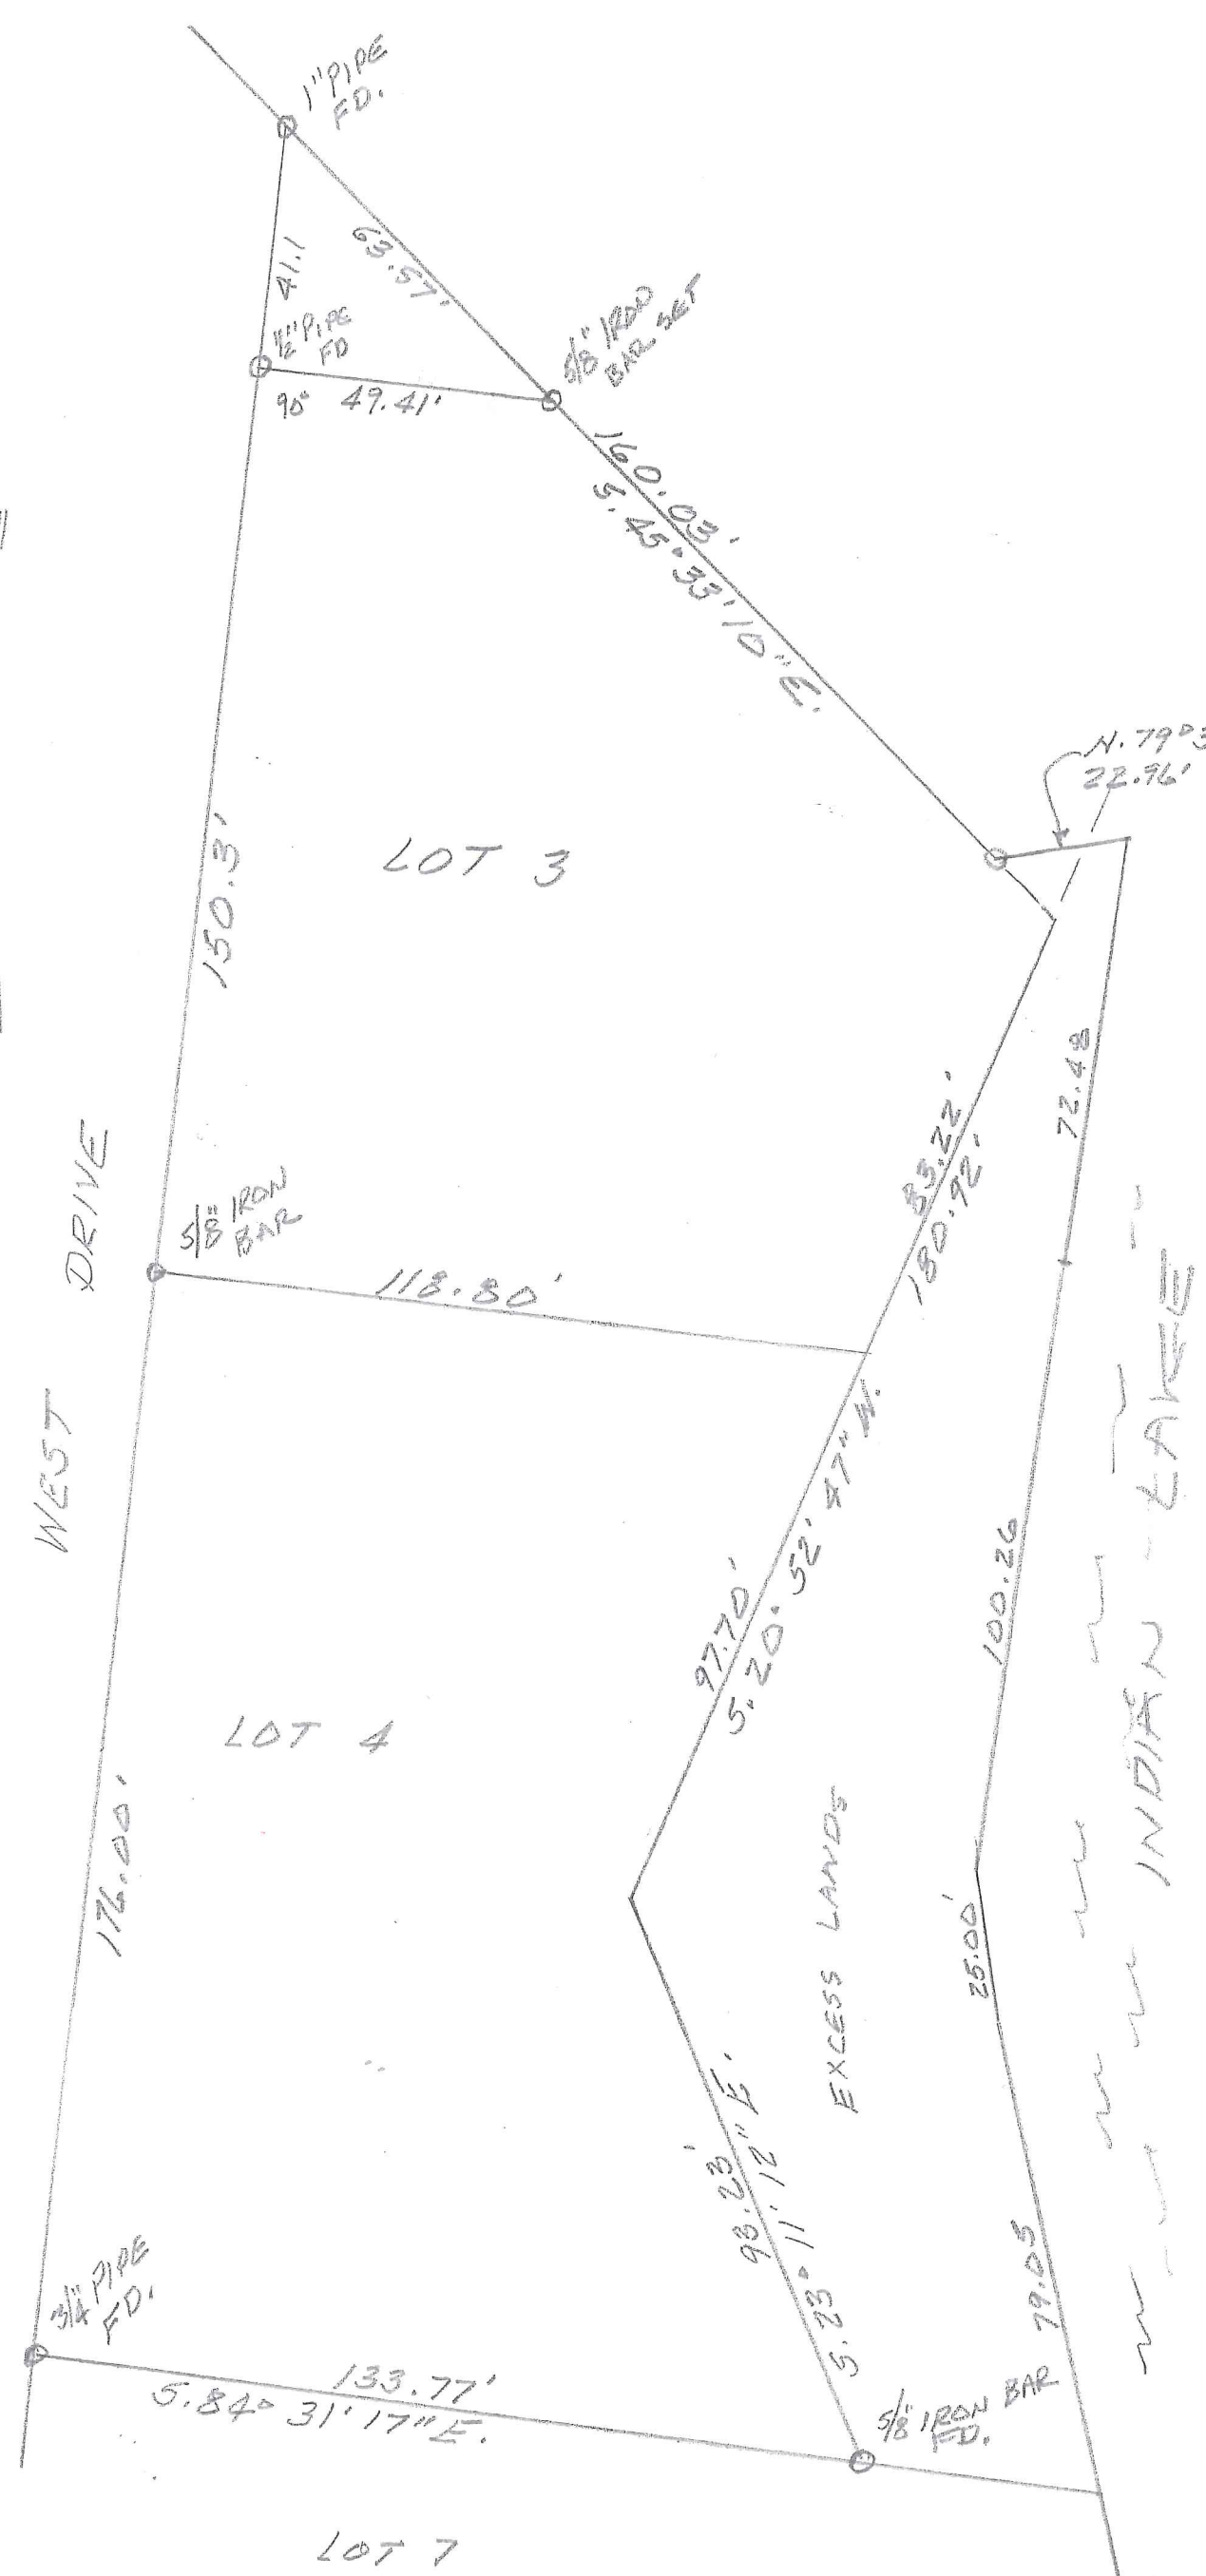 1" PIPE
FD.
41.1
63.57'
1/2" PIPE
FD
5/8" IRON
BAR SET
90° 49.41'
160.03'
S. 45° 33' 10" E.
N. 79°
22.96'
150.3'
LOT 3
72.48
83.22'
180.92'
WEST DRIVE
5/8" IRON
BAR
118.80'
97.70'
S. 20° 52' 47" W.
100.26
INDIAN LAKE
LOT 4
176.00'
EXCESS LANDS
25.00'
93.23'
S. 23° 11' 12" E.
79.05
3/4" PIPE
FD.
133.77'
S. 84° 31' 17" E.
5/8" IRON BAR
FD.
LOT 7